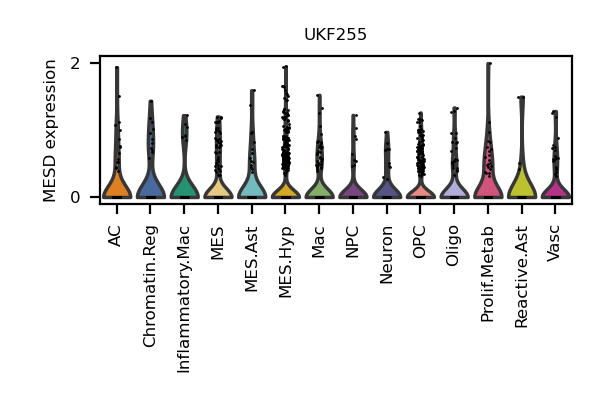 UKF255
MESD expression
2
0
AC
Chromatin.Reg
Inflammatory.Mac
MES
MES.Ast
MES.Hyp
Mac
NPC
Neuron
OPC
Oligo
Prolif.Metab
Reactive.Ast
Vasc